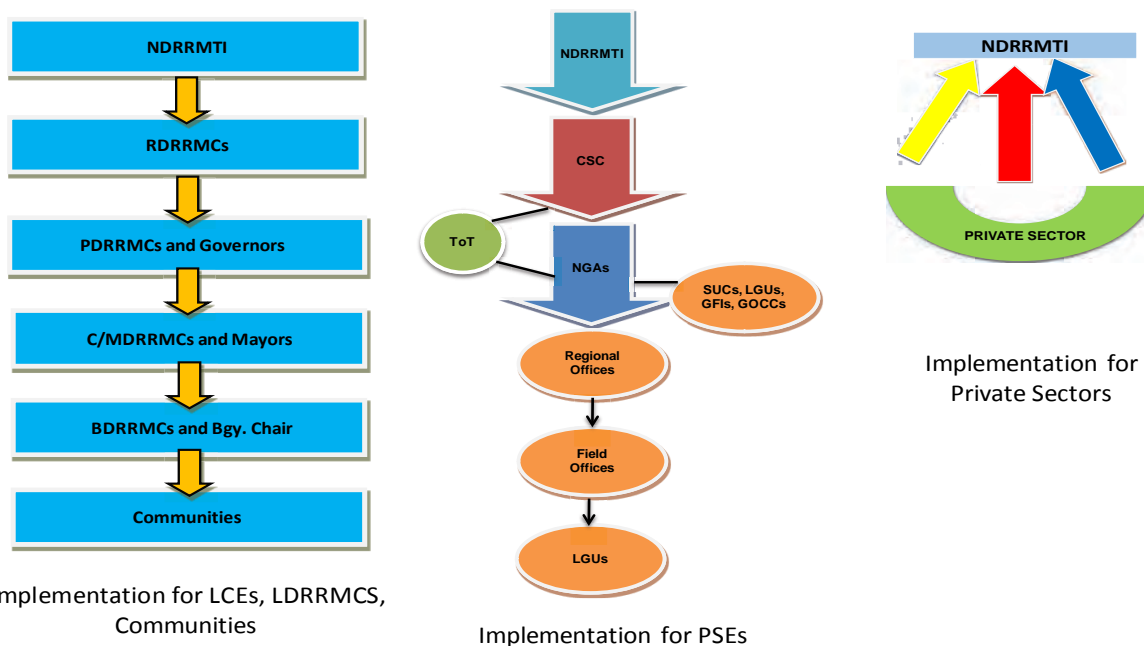 NDRRMTI
RDRRMCs
PDRRMCs and Governors
C/MDRRMCs and Mayors
BDRRMCs and Bgy. Chair
Communities
mplementation for LCEs, LDRRMCS,
Communities
NDRRMTI
CSC
ToT
NGAs
SUCs, LGUs,
GFIs, GOCCs
Regional
Offices
Field
Offices
LGUs
Implementation for PSEs
NDRRMTI
PRIVATE SECTOR
Implementation for
Private Sectors